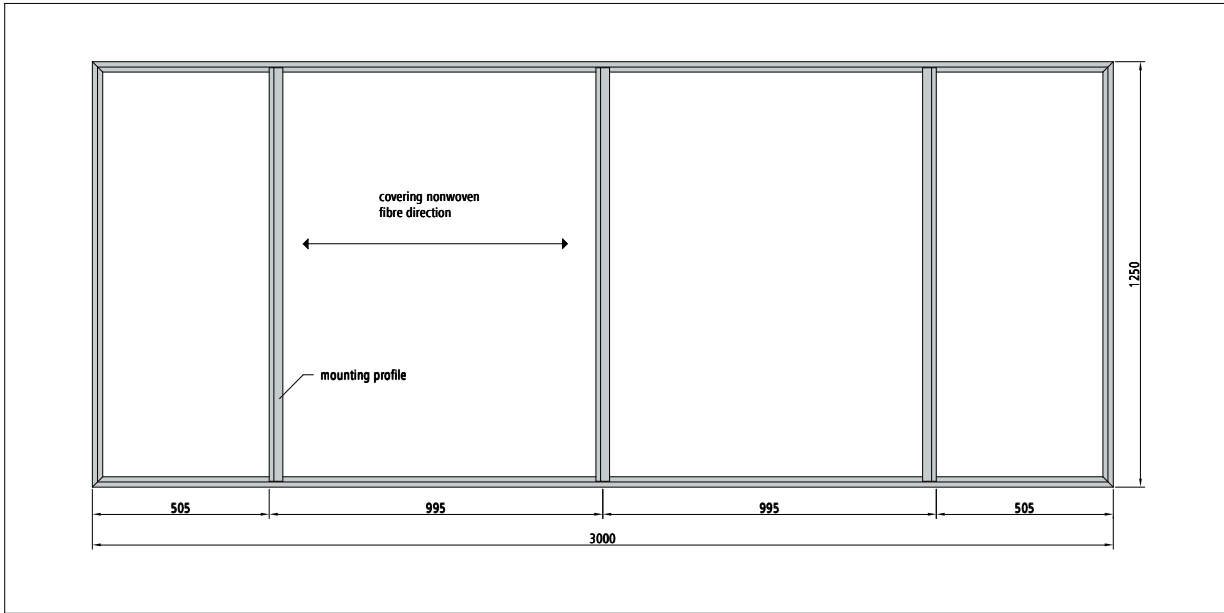 covering nonwoven
fibre direction
mounting profile
1250
505
995
995
505
3000